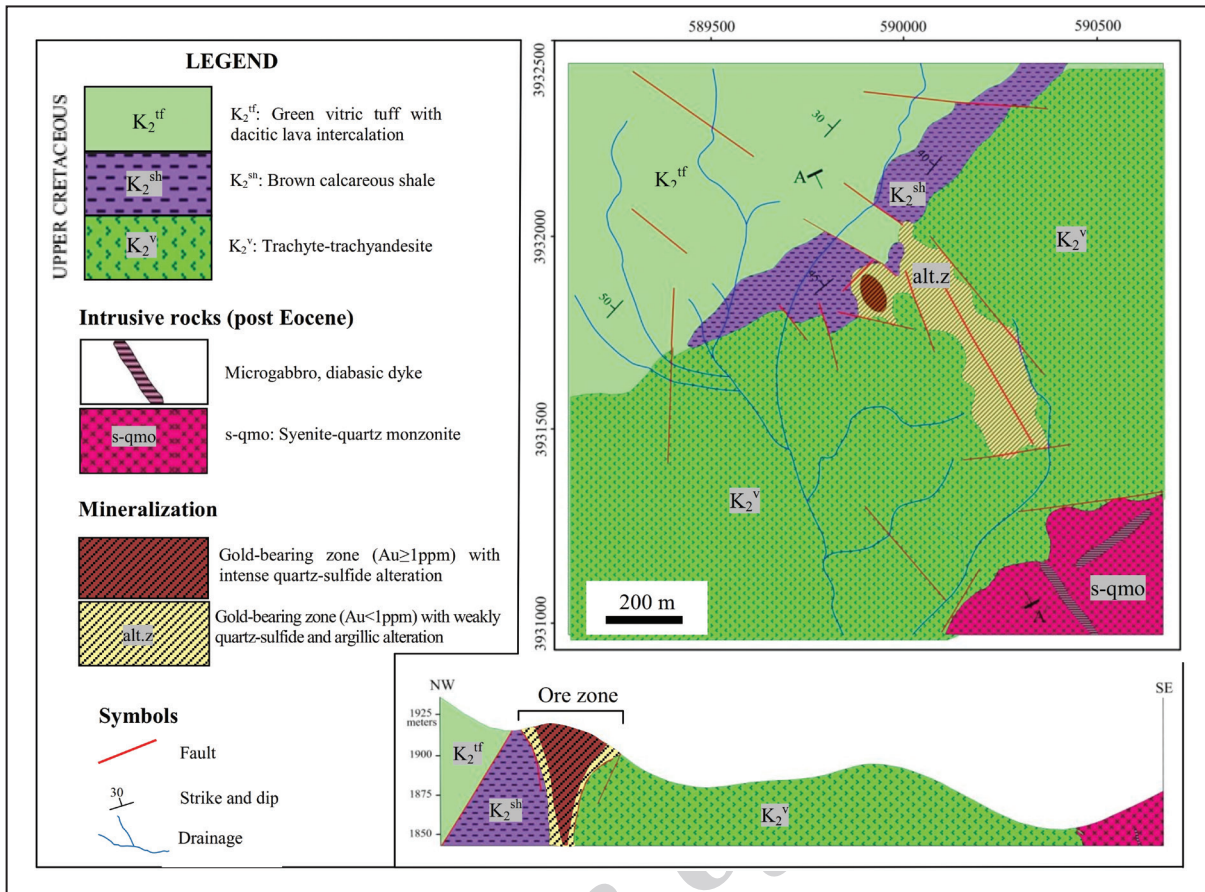 LEGEND
UPPER CRETACEOUS
K₂ᵗᶠ
K₂ᵗᶠ: Green vitric tuff with
dacitic lava intercalation
K₂ˢʰ
K₂ˢⁿ: Brown calcareous shale
K₂ᵛ
K₂ᵛ: Trachyte-trachyandesite
Intrusive rocks (post Eocene)
Microgabbro, diabasic dyke
s-qmo
s-qmo: Syenite-quartz monzonite
Mineralization
Gold-bearing zone (Au≥1ppm) with
intense quartz-sulfide alteration
alt.z
Gold-bearing zone (Au<1ppm) with weakly
quartz-sulfide and argillic alteration
Symbols
Fault
30
Strike and dip
Drainage
589500
590000
590500
3932500
3932000
3931500
3931000
30
40
K₂ᵗᶠ
A
K₂ˢʰ
K₂ᵛ
alt.z
45
50
K₂ᵛ
200 m
s-qmo
A
NW
Ore zone
SE
1925
meters
1900
1875
1850
K₂ᵗᶠ
K₂ˢʰ
K₂ᵛ